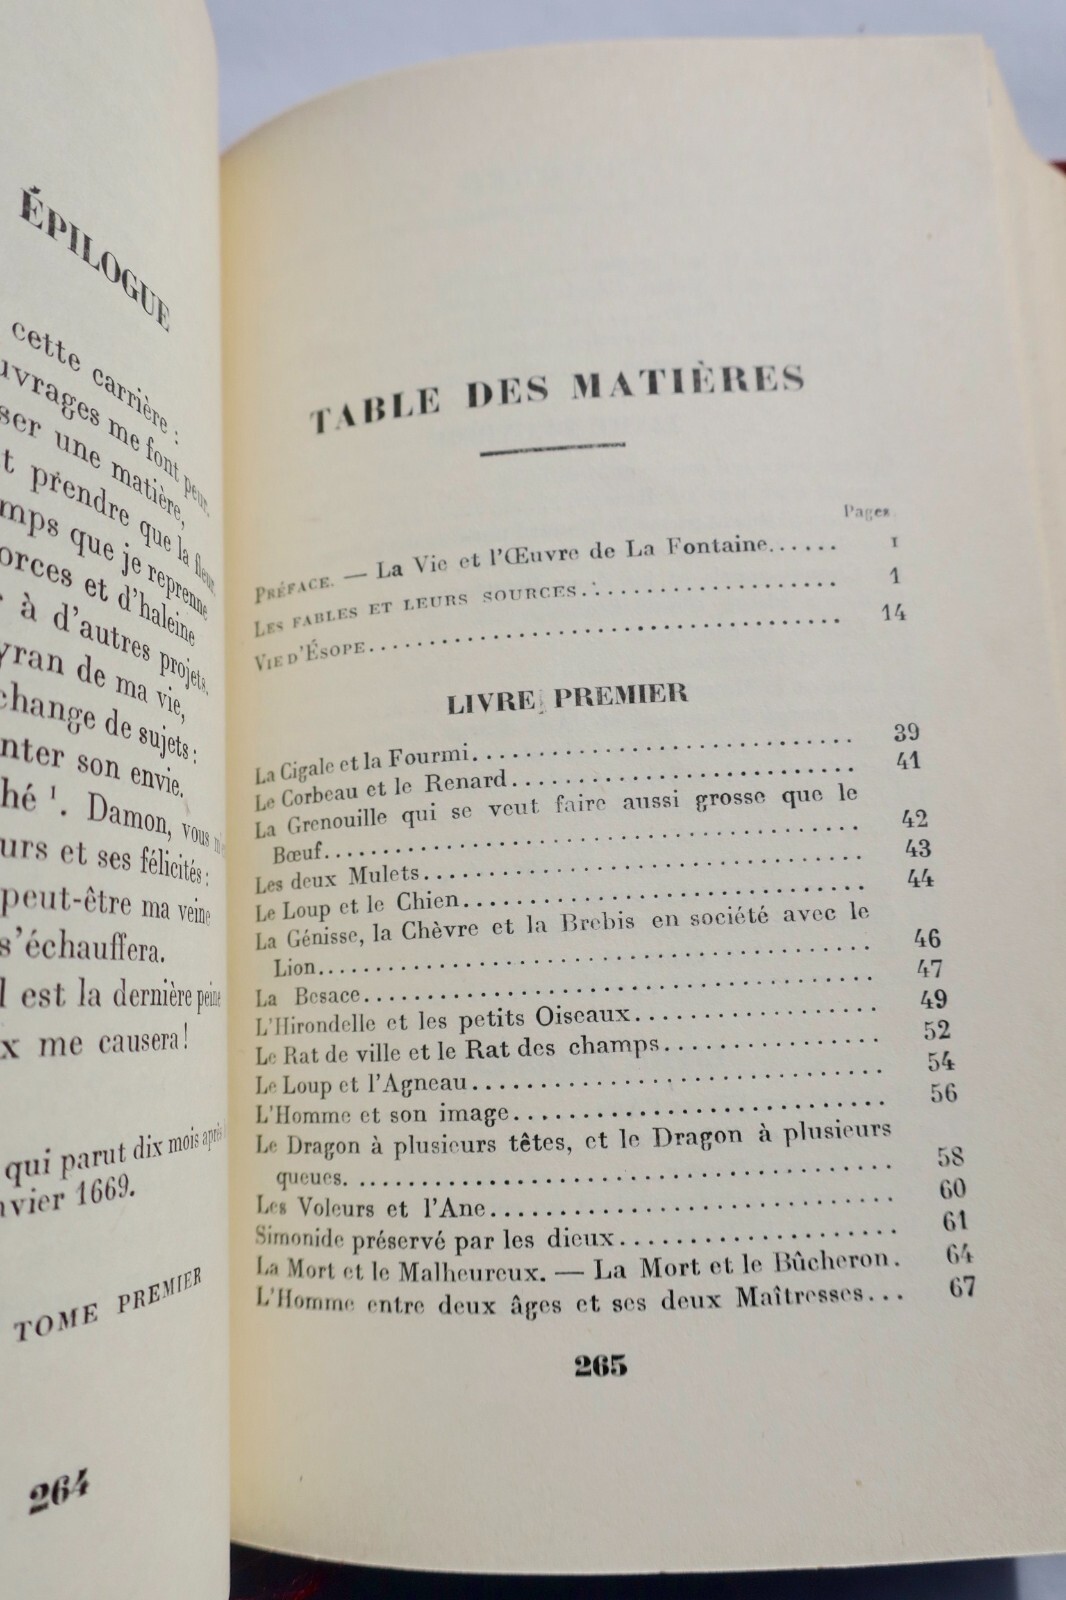 ÉPILOGUE
cette carrière :
uvrages me font peur.
ser une matière,
t prendre que la fleur.
mps que je reprenne
orces et d'haleine
à d'autres projets.
yran de ma vie,
change de sujets :
nter son envie.
hé ¹. Damon, vous
urs et ses félicités :
peut-être ma veine
s'échauffera.
l est la dernière peine
x me causera !
qui parut dix mois après
nvier 1669.
TOME PREMIER
264
TABLE DES MATIÈRES
Pages
PRÉFACE. — La Vie et l'Œuvre de La Fontaine...... I
LES FABLES ET LEURS SOURCES.................. 1
VIE D'ÉSOPE.................................. 14
LIVRE PREMIER
La Cigale et la Fourmi........................... 39
Le Corbeau et le Renard......................... 41
La Grenouille qui se veut faire aussi grosse que le
Bœuf................................... 42
Les deux Mulets................................ 43
Le Loup et le Chien............................. 44
La Génisse, la Chèvre et la Brebis en société avec le
Lion................................... 46
La Besace................................... 47
L'Hirondelle et les petits Oiseaux................. 49
Le Rat de ville et le Rat des champs................ 52
Le Loup et l'Agneau............................. 54
L'Homme et son image.......................... 56
Le Dragon à plusieurs têtes, et le Dragon à plusieurs
queues. ................................. 58
Les Voleurs et l'Ane............................. 60
Simonide préservé par les dieux................... 61
La Mort et le Malheureux. — La Mort et le Bûcheron. 64
L'Homme entre deux âges et ses deux Maîtresses... 67
265